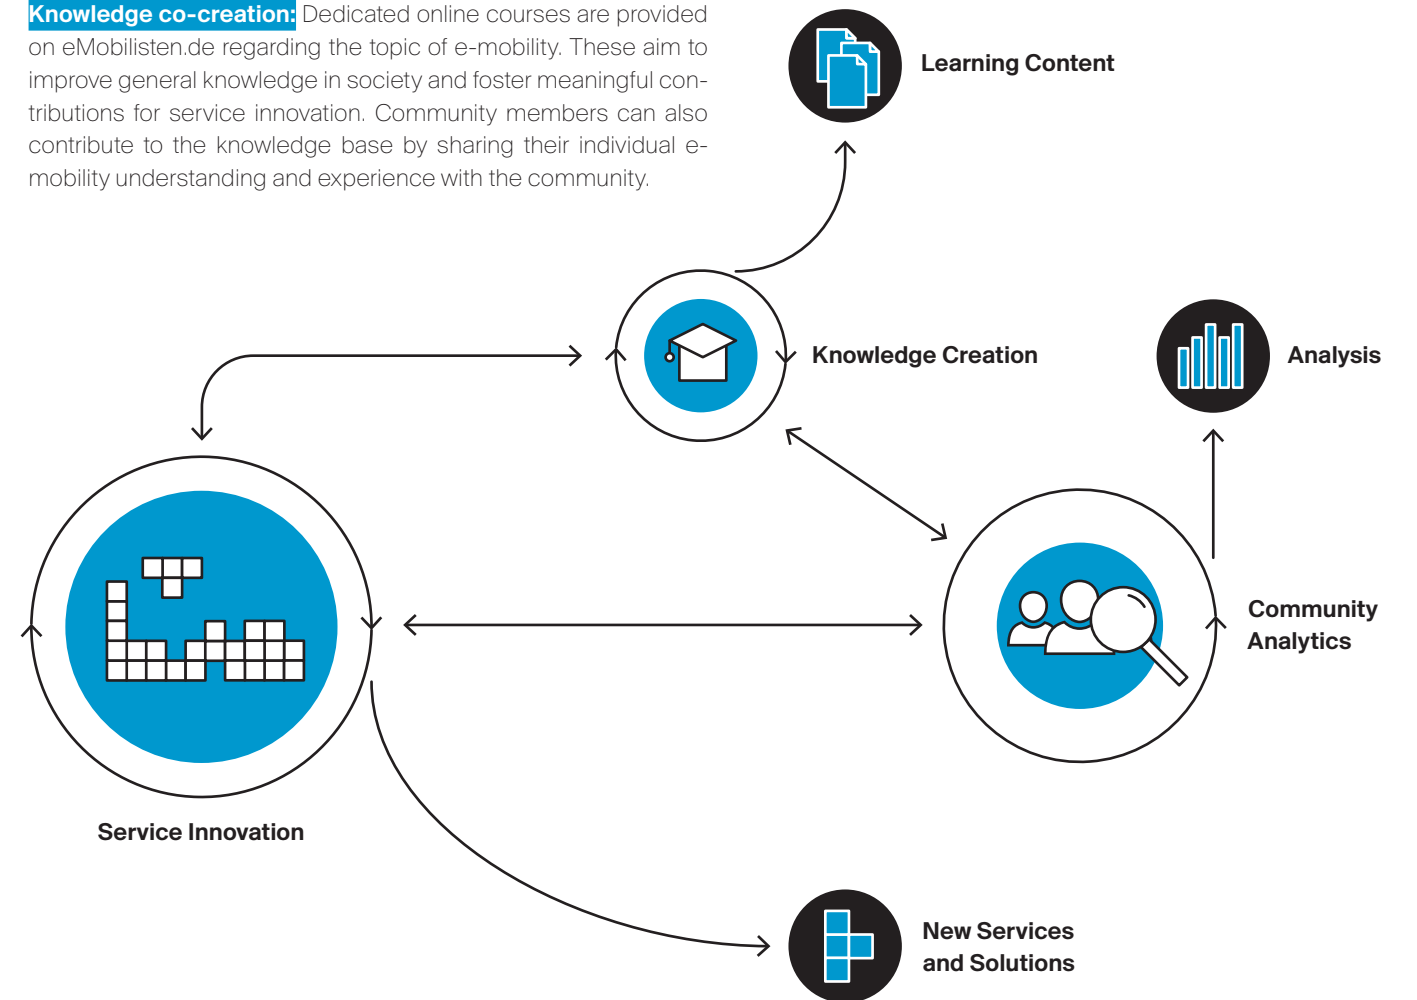 Knowledge co-creation: Dedicated online courses are provided
on eMobilisten.de regarding the topic of e-mobility. These aim to
improve general knowledge in society and foster meaningful con-
tributions for service innovation. Community members can also
contribute to the knowledge base by sharing their individual e-
mobility understanding and experience with the community.
Learning Content
Knowledge Creation
Analysis
Community
Analytics
Service Innovation
New Services
and Solutions